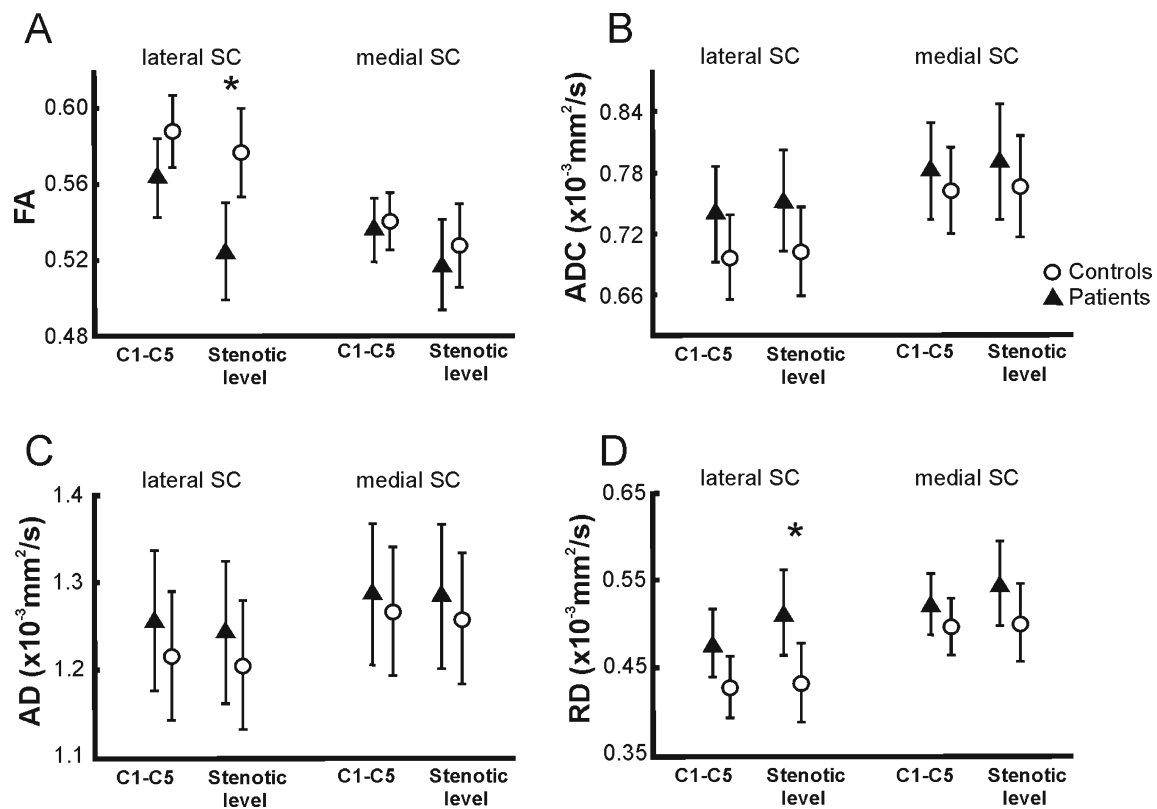 A
lateral SC
medial SC
*
FA
0.60
0.56
0.52
0.48
C1-C5
Stenotic
level
C1-C5
Stenotic
level
B
lateral SC
medial SC
ADC (x10⁻³mm²/s)
0.84
0.78
0.72
0.66
Controls
Patients
C1-C5
Stenotic
level
C1-C5
Stenotic
level
C
lateral SC
medial SC
AD (x10⁻³mm²/s)
1.4
1.3
1.2
1.1
C1-C5
Stenotic
level
C1-C5
Stenotic
level
D
lateral SC
medial SC
*
RD (x10⁻³mm²/s)
0.65
0.55
0.45
0.35
C1-C5
Stenotic
level
C1-C5
Stenotic
level